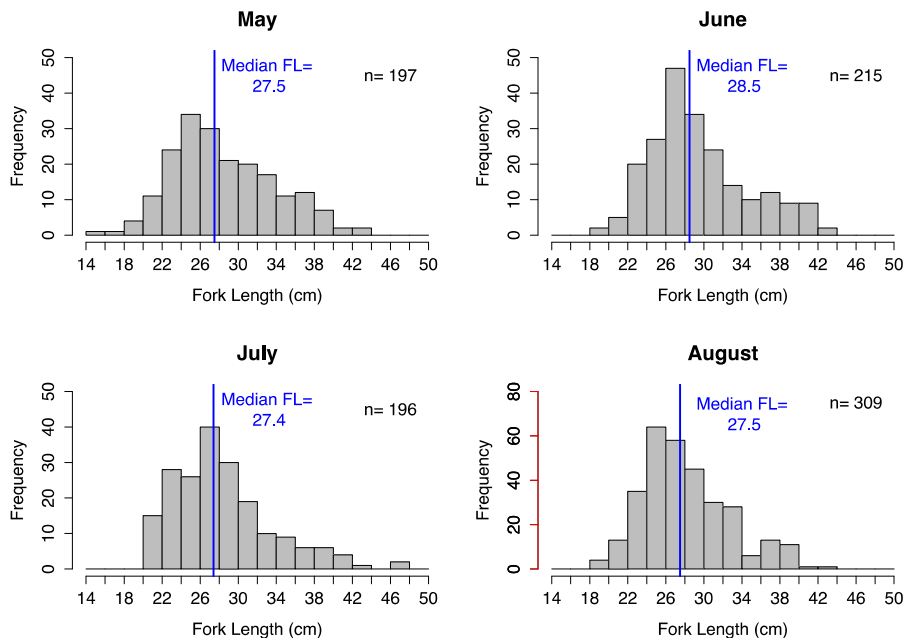 May
Median FL=
27.5
n= 197
Frequency
0 10 20 30 40 50
14 18 22 26 30 34 38 42 46 50
Fork Length (cm)
June
Median FL=
28.5
n= 215
Frequency
0 10 20 30 40 50
14 18 22 26 30 34 38 42 46 50
Fork Length (cm)
July
Median FL=
27.4
n= 196
Frequency
0 10 20 30 40 50
14 18 22 26 30 34 38 42 46 50
Fork Length (cm)
August
Median FL=
27.5
n= 309
Frequency
0 20 40 60 80
14 18 22 26 30 34 38 42 46 50
Fork Length (cm)